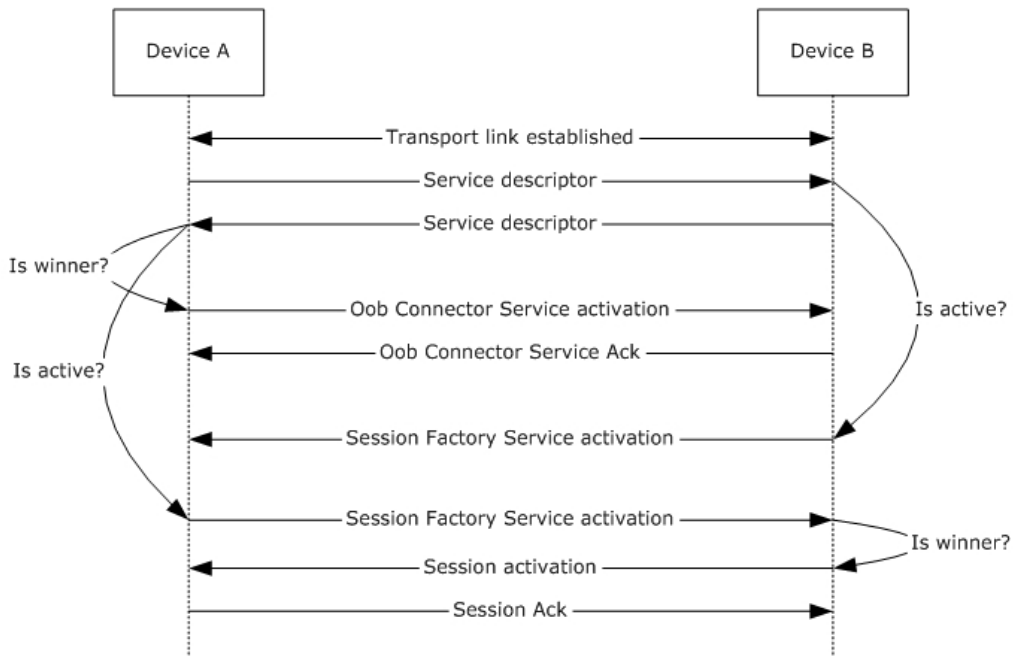 Device A
Device B
Transport link established
Service descriptor
Service descriptor
Is winner?
Oob Connector Service activation
Is active?
Oob Connector Service Ack
Is active?
Session Factory Service activation
Session Factory Service activation
Is winner?
Session activation
Session Ack